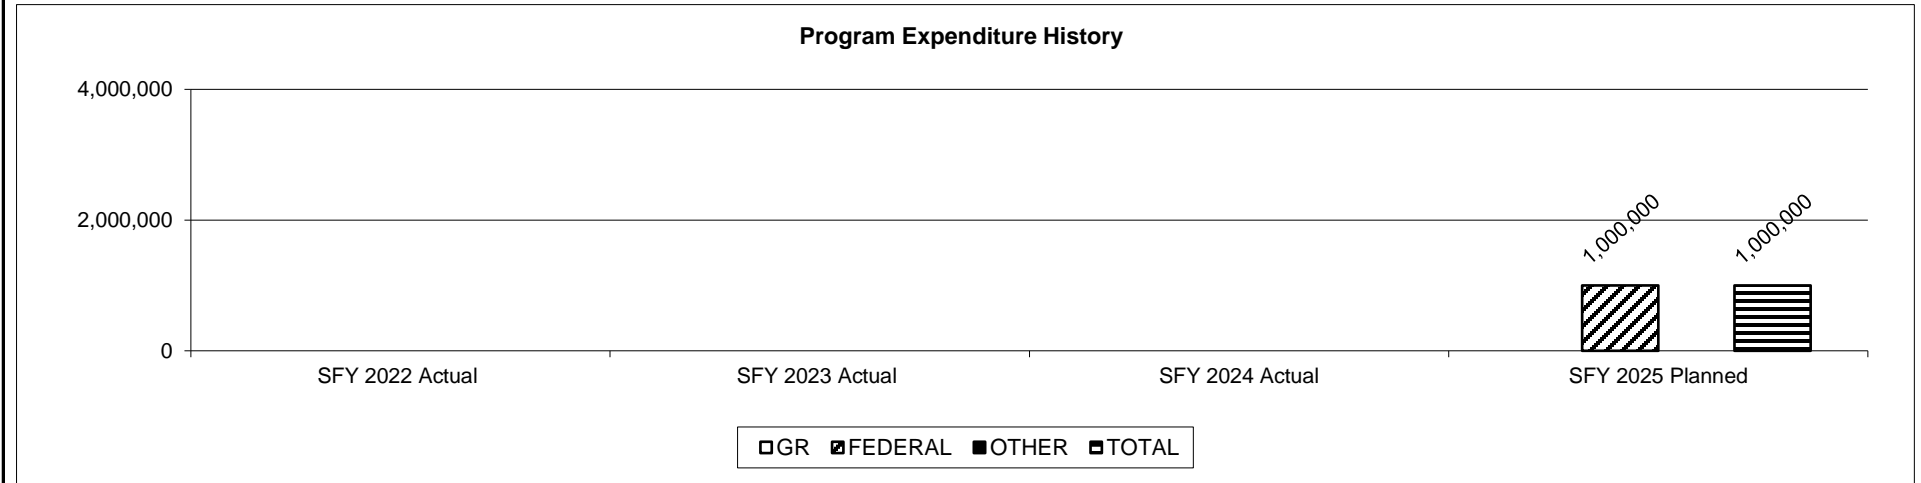 Program Expenditure History
4,000,000
2,000,000
0
1,000,000
1,000,000
SFY 2022 Actual
SFY 2023 Actual
SFY 2024 Actual
SFY 2025 Planned
GR FEDERAL OTHER TOTAL